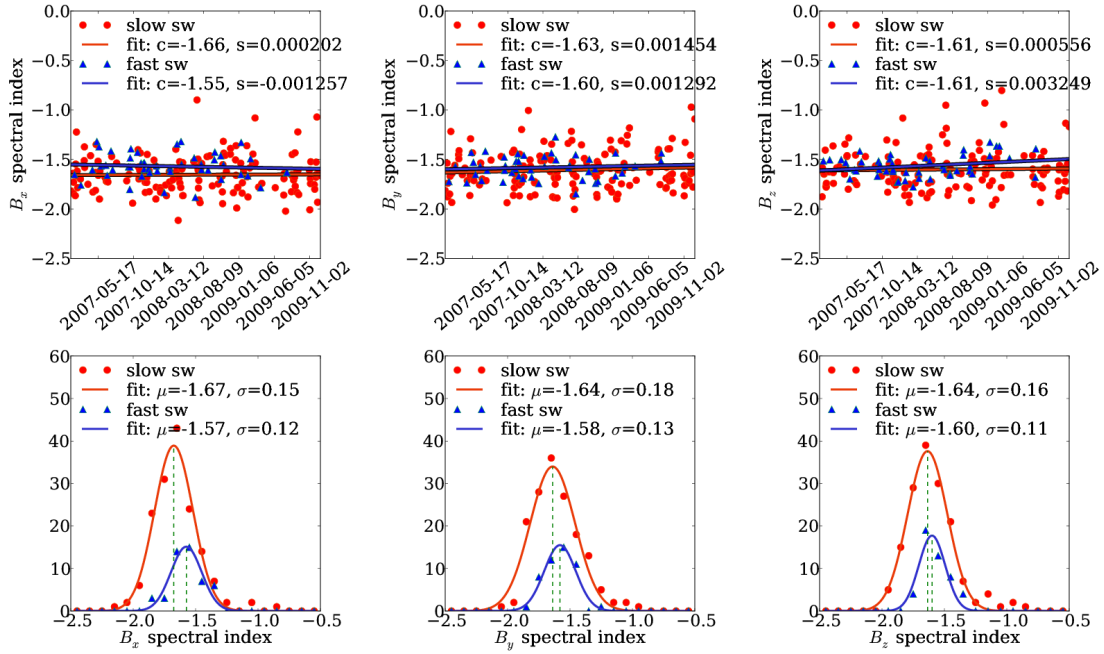 0.0
−0.5
−1.0
−1.5
−2.0
−2.5
B_x spectral index
slow sw
fit: c=-1.66, s=0.000202
fast sw
fit: c=-1.55, s=-0.001257
2007-05-17
2007-10-14
2008-03-12
2008-08-09
2009-01-06
2009-06-05
2009-11-02
0.0
−0.5
−1.0
−1.5
−2.0
−2.5
B_y spectral index
slow sw
fit: c=-1.63, s=0.001454
fast sw
fit: c=-1.60, s=0.001292
2007-05-17
2007-10-14
2008-03-12
2008-08-09
2009-01-06
2009-06-05
2009-11-02
0.0
−0.5
−1.0
−1.5
−2.0
−2.5
B_z spectral index
slow sw
fit: c=-1.61, s=0.000556
fast sw
fit: c=-1.61, s=0.003249
2007-05-17
2007-10-14
2008-03-12
2008-08-09
2009-01-06
2009-06-05
2009-11-02
60
50
40
30
20
10
0
slow sw
fit: μ=-1.67, σ=0.15
fast sw
fit: μ=-1.57, σ=0.12
−2.5 −2.0 −1.5 −1.0 −0.5
B_x spectral index
60
50
40
30
20
10
0
slow sw
fit: μ=-1.64, σ=0.18
fast sw
fit: μ=-1.58, σ=0.13
−2.5 −2.0 −1.5 −1.0 −0.5
B_y spectral index
60
50
40
30
20
10
0
slow sw
fit: μ=-1.64, σ=0.16
fast sw
fit: μ=-1.60, σ=0.11
−2.5 −2.0 −1.5 −1.0 −0.5
B_z spectral index